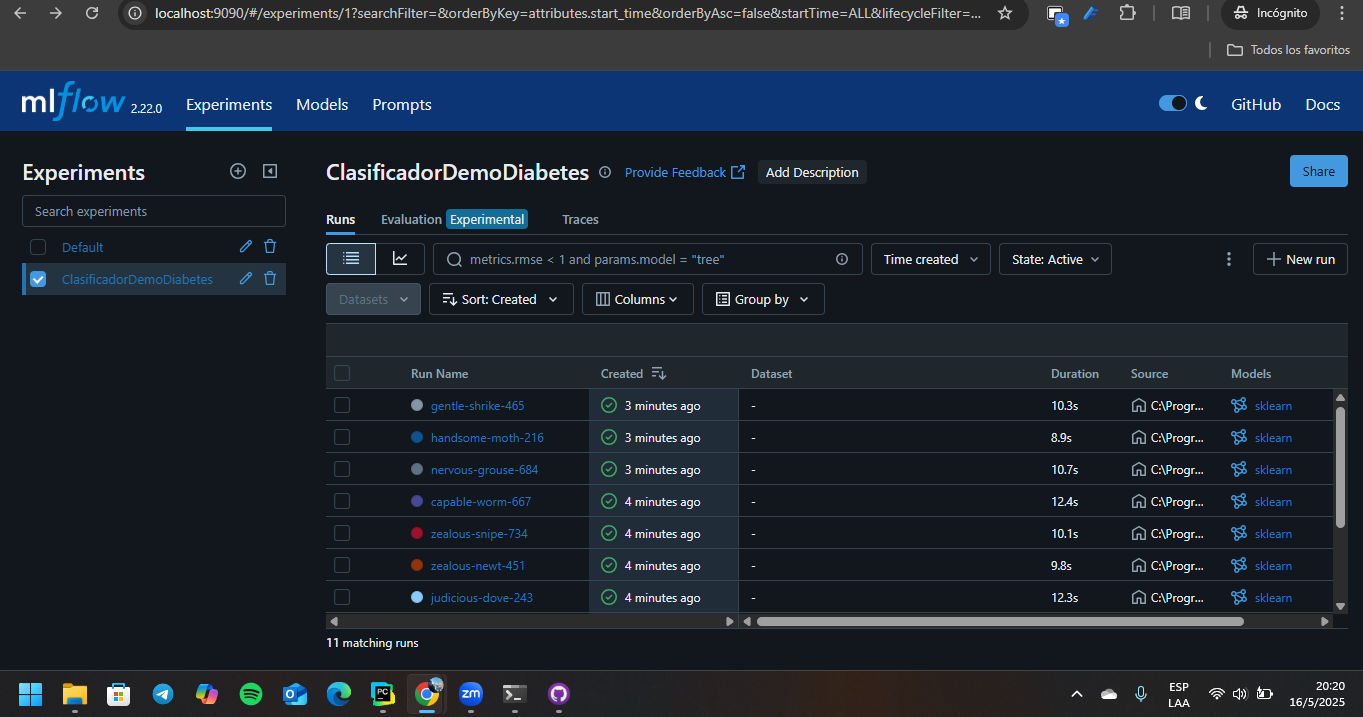 localhost:9090/#/experiments/1?searchFilter=&orderByKey=attributes.start_time&orderByAsc=false&startTime=ALL&lifecycleFilter=...
Incógnito
Todos los favoritos
mlflow 2.22.0
Experiments
Models
Prompts
GitHub
Docs
Experiments
Search experiments
Default
ClasificadorDemoDiabetes
ClasificadorDemoDiabetes
Provide Feedback
Add Description
Share
Runs
Evaluation Experimental
Traces
metrics.rmse < 1 and params.model = "tree"
Time created
State: Active
New run
Datasets
Sort: Created
Columns
Group by
Run Name Created Dataset Duration Source Models
gentle-shrike-465 3 minutes ago - 10.3s C:\Progr... sklearn
handsome-moth-216 3 minutes ago - 8.9s C:\Progr... sklearn
nervous-grouse-684 3 minutes ago - 10.7s C:\Progr... sklearn
capable-worm-667 4 minutes ago - 12.4s C:\Progr... sklearn
zealous-snipe-734 4 minutes ago - 10.1s C:\Progr... sklearn
zealous-newt-451 4 minutes ago - 9.8s C:\Progr... sklearn
judicious-dove-243 4 minutes ago - 12.3s C:\Progr... sklearn
11 matching runs
PC
zm
ESP
LAA
20:20
16/5/2025